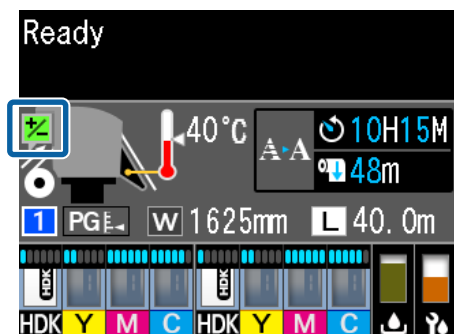 Ready
40°C A▸A 10H15M
48m
1 PG W 1625mm L 40.0m
HDK HDK
HDK Y M C HDK Y M C